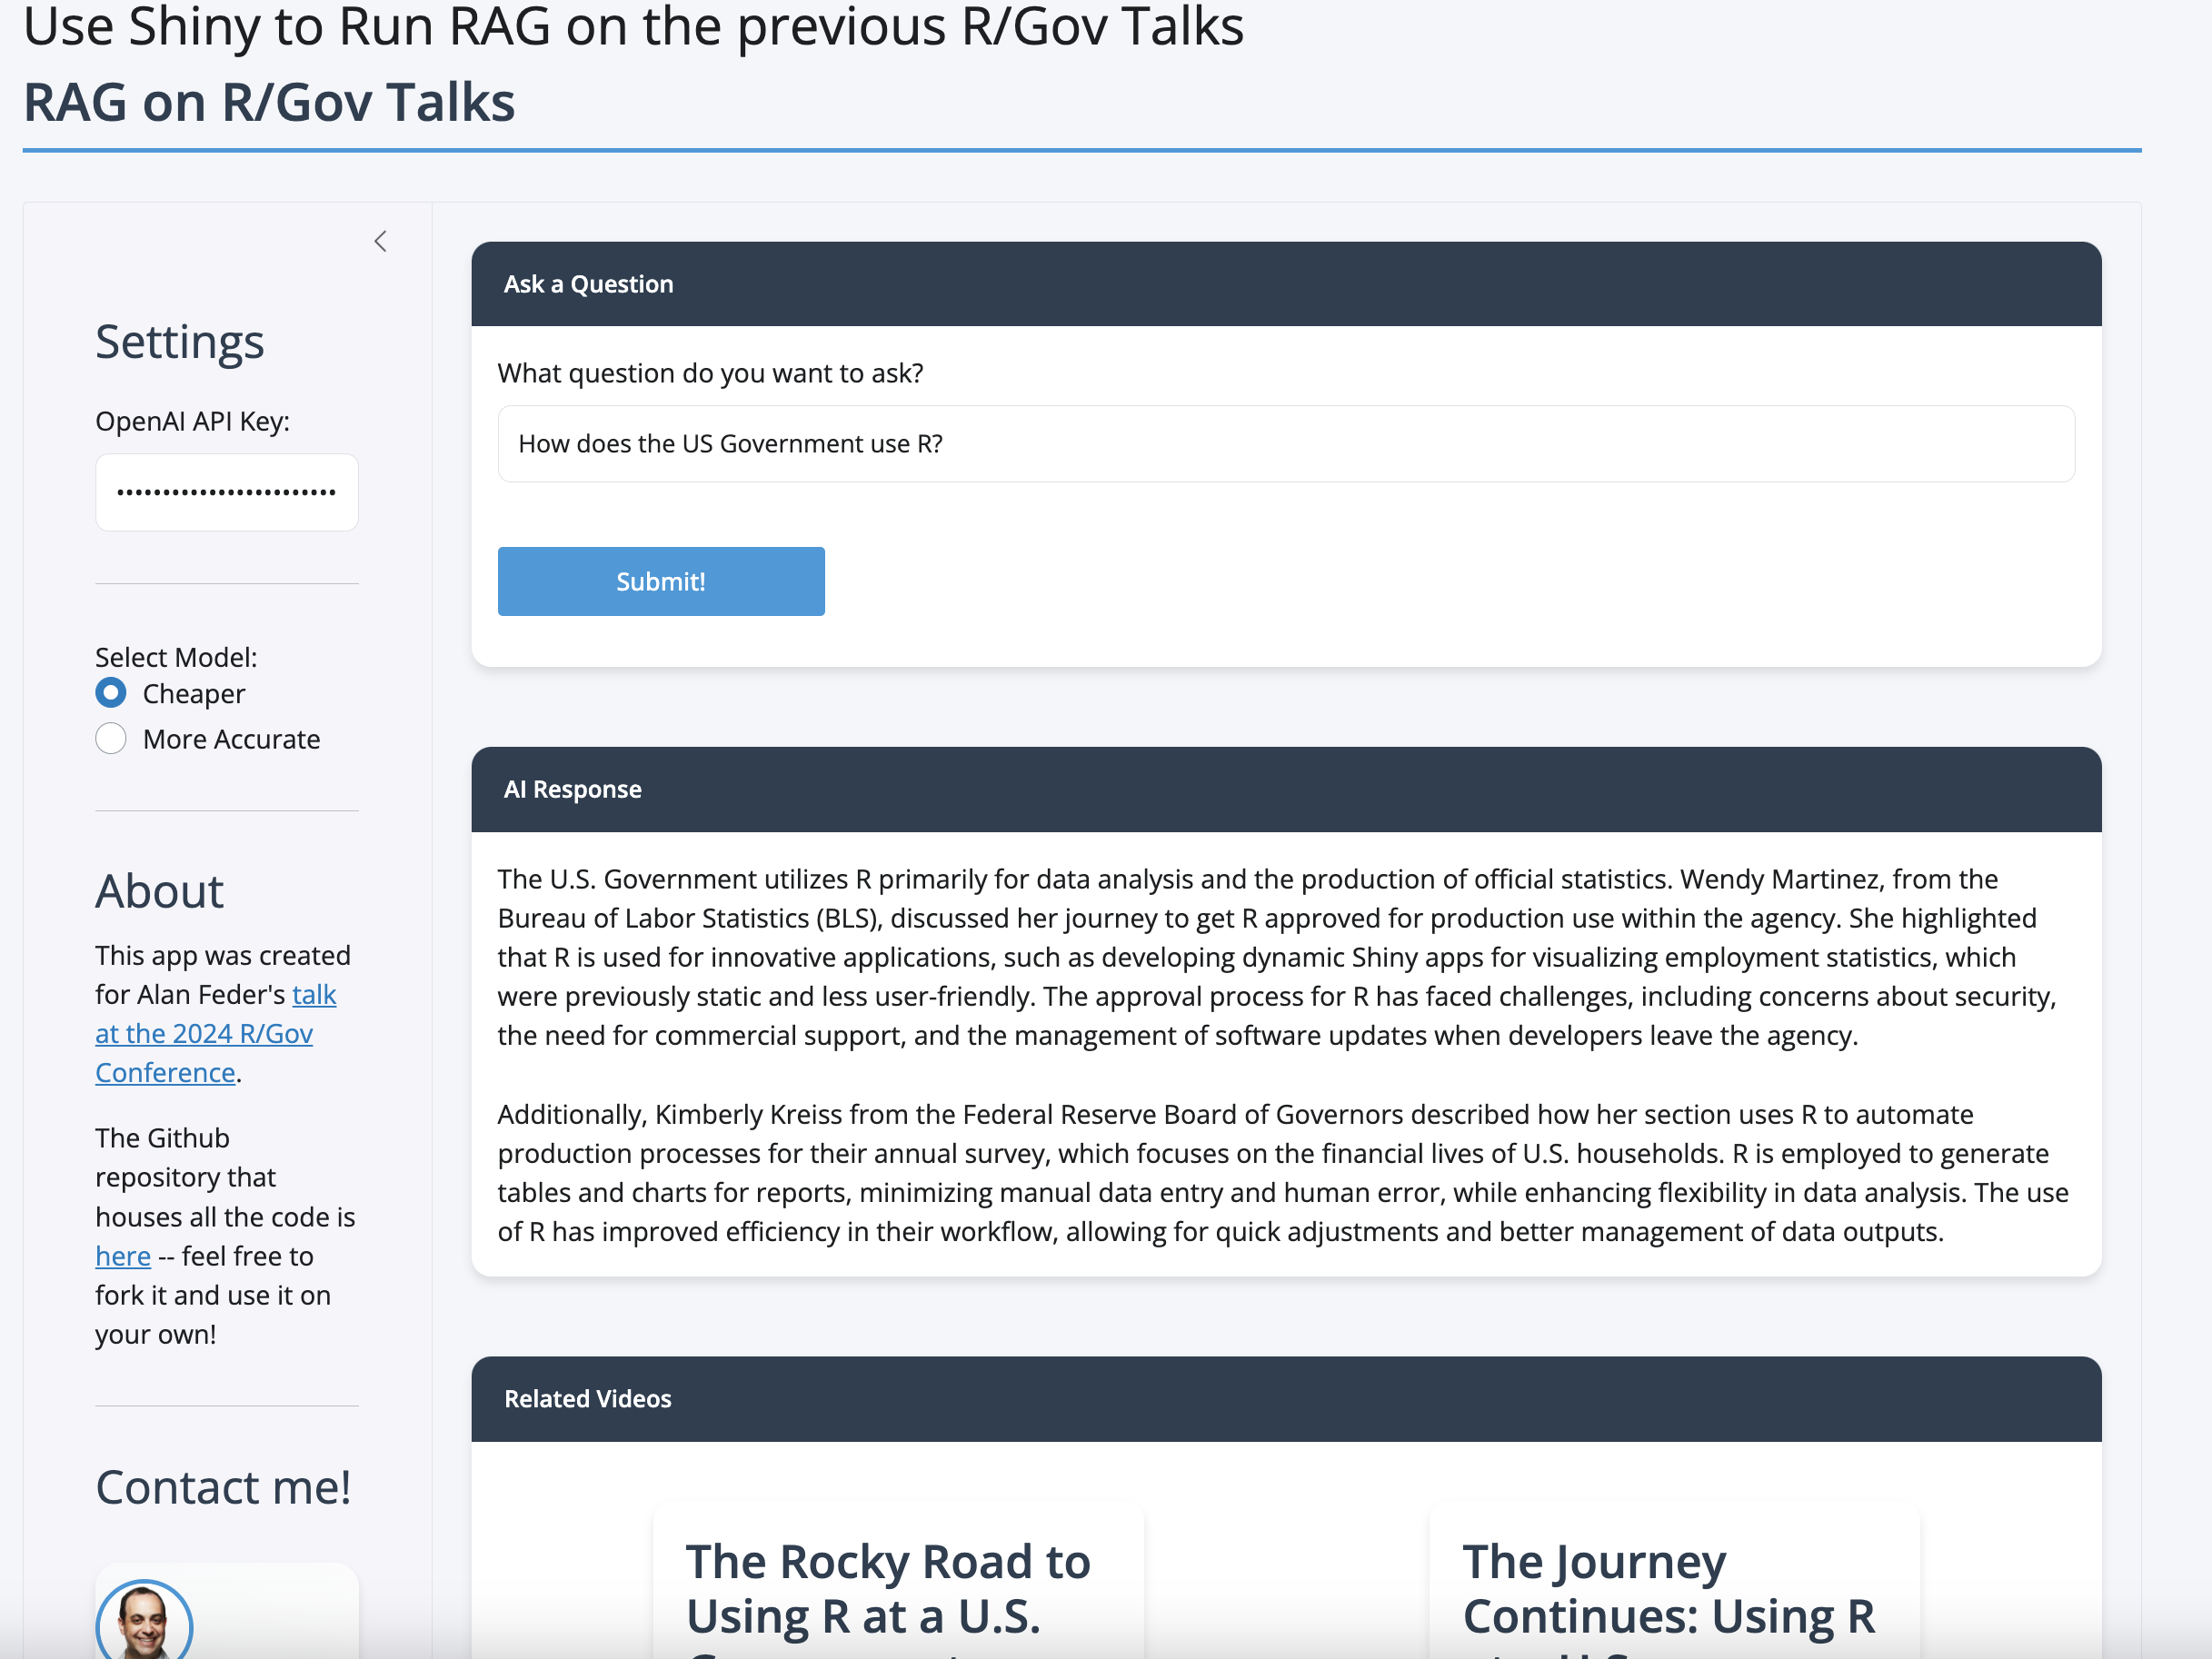 Use Shiny to Run RAG on the previous R/Gov Talks
RAG on R/Gov Talks
Settings
OpenAI API Key:
••••••••••••••••••••••••
Select Model:
Cheaper
More Accurate
About
This app was created
for Alan Feder's talk
at the 2024 R/Gov
Conference.
The Github
repository that
houses all the code is
here -- feel free to
fork it and use it on
your own!
Contact me!
Ask a Question
What question do you want to ask?
How does the US Government use R?
Submit!
AI Response
The U.S. Government utilizes R primarily for data analysis and the production of official statistics. Wendy Martinez, from the
Bureau of Labor Statistics (BLS), discussed her journey to get R approved for production use within the agency. She highlighted
that R is used for innovative applications, such as developing dynamic Shiny apps for visualizing employment statistics, which
were previously static and less user-friendly. The approval process for R has faced challenges, including concerns about security,
the need for commercial support, and the management of software updates when developers leave the agency.
Additionally, Kimberly Kreiss from the Federal Reserve Board of Governors described how her section uses R to automate
production processes for their annual survey, which focuses on the financial lives of U.S. households. R is employed to generate
tables and charts for reports, minimizing manual data entry and human error, while enhancing flexibility in data analysis. The use
of R has improved efficiency in their workflow, allowing for quick adjustments and better management of data outputs.
Related Videos
The Rocky Road to
Using R at a U.S.
The Journey
Continues: Using R